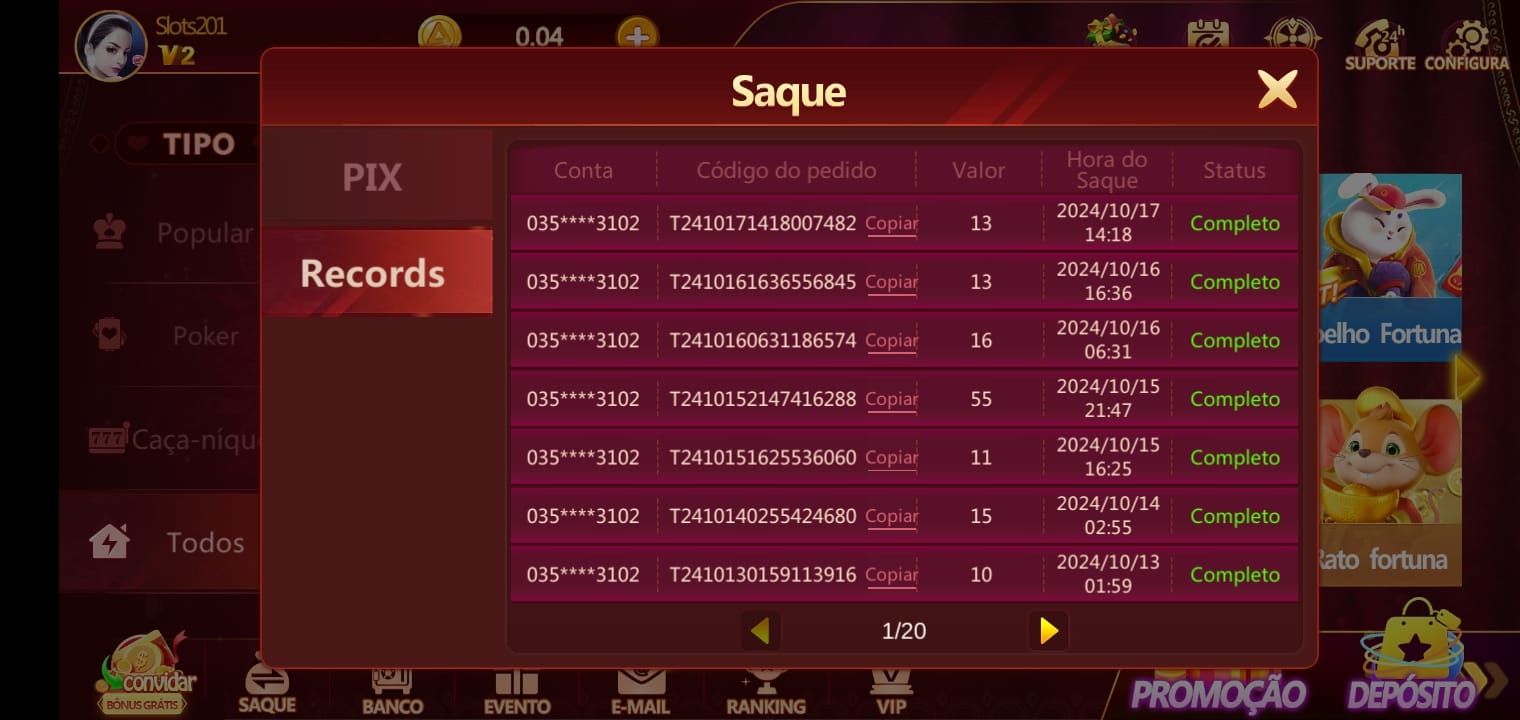 Slots201
V2
0.04
24h
SUPORTE
CONFIGURA
Saque
TIPO
PIX
Records
Popular
Poker
777
Caça-níqu
Todos
Conta
Código do pedido
Valor
Hora do
Saque
Status
035****3102 T2410171418007482 Copiar 13 2024/10/17 14:18 Completo
035****3102 T2410161636556845 Copiar 13 2024/10/16 16:36 Completo
035****3102 T2410160631186574 Copiar 16 2024/10/16 06:31 Completo
035****3102 T2410152147416288 Copiar 55 2024/10/15 21:47 Completo
035****3102 T2410151625536060 Copiar 11 2024/10/15 16:25 Completo
035****3102 T2410140255424680 Copiar 15 2024/10/14 02:55 Completo
035****3102 T2410130159113916 Copiar 10 2024/10/13 01:59 Completo
1/20
elho Fortuna
Rato fortuna
convidar
BÔNUS GRÁTIS
SAQUE
BANCO
EVENTO
E-MAIL
RANKING
VIP
PROMOÇÃO
DEPÓSITO